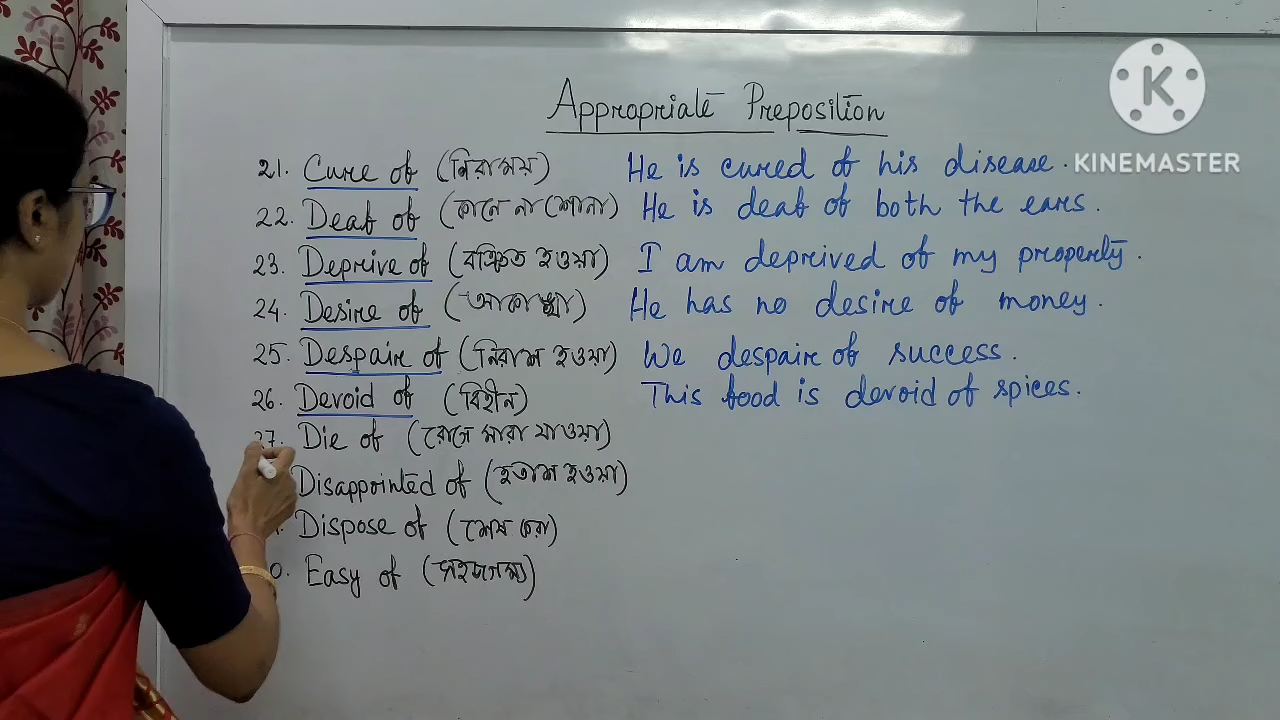 Appropriate Preposition
KINEMASTER
21. Cure of (নিরাময়) He is cured of his disease.
22. Deaf of (কানে না শোনা) He is deaf of both the ears.
23. Deprive of (বঞ্চিত হওয়া) I am deprived of my property.
24. Desire of He has no desire of money.
25. Despair of (নিরাশ হওয়া) We despair of success.
26. Devoid of (বিহীন) This food is devoid of spices.
27. Die of (রোগে মারা যাওয়া)
Disappointed of (হতাশ হওয়া)
Dispose of (শেষ করা)
0. Easy of (সহজগম্য)